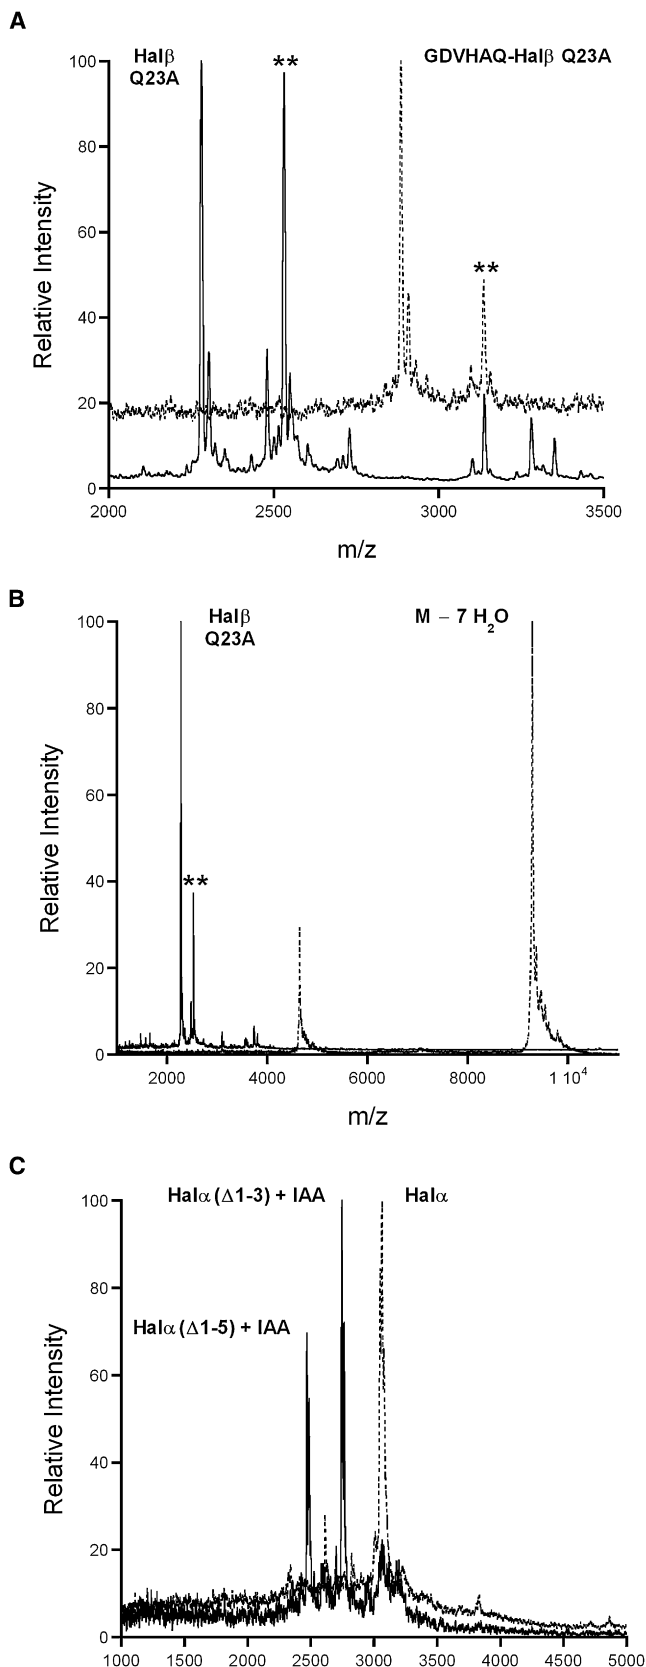 A
Halβ
Q23A
**
GDVHAQ-Halβ Q23A
**
100
80
60
40
20
0
Relative Intensity
2000 2500 3000 3500
m/z
B
Halβ
Q23A
M – 7 H2O
**
100
80
60
40
20
0
Relative Intensity
2000 4000 6000 8000 1 10⁴
m/z
C
Halα (Δ1-3) + IAA
Halα
Halα (Δ1-5) + IAA
100
80
60
40
20
0
Relative Intensity
1000 1500 2000 2500 3000 3500 4000 4500 5000